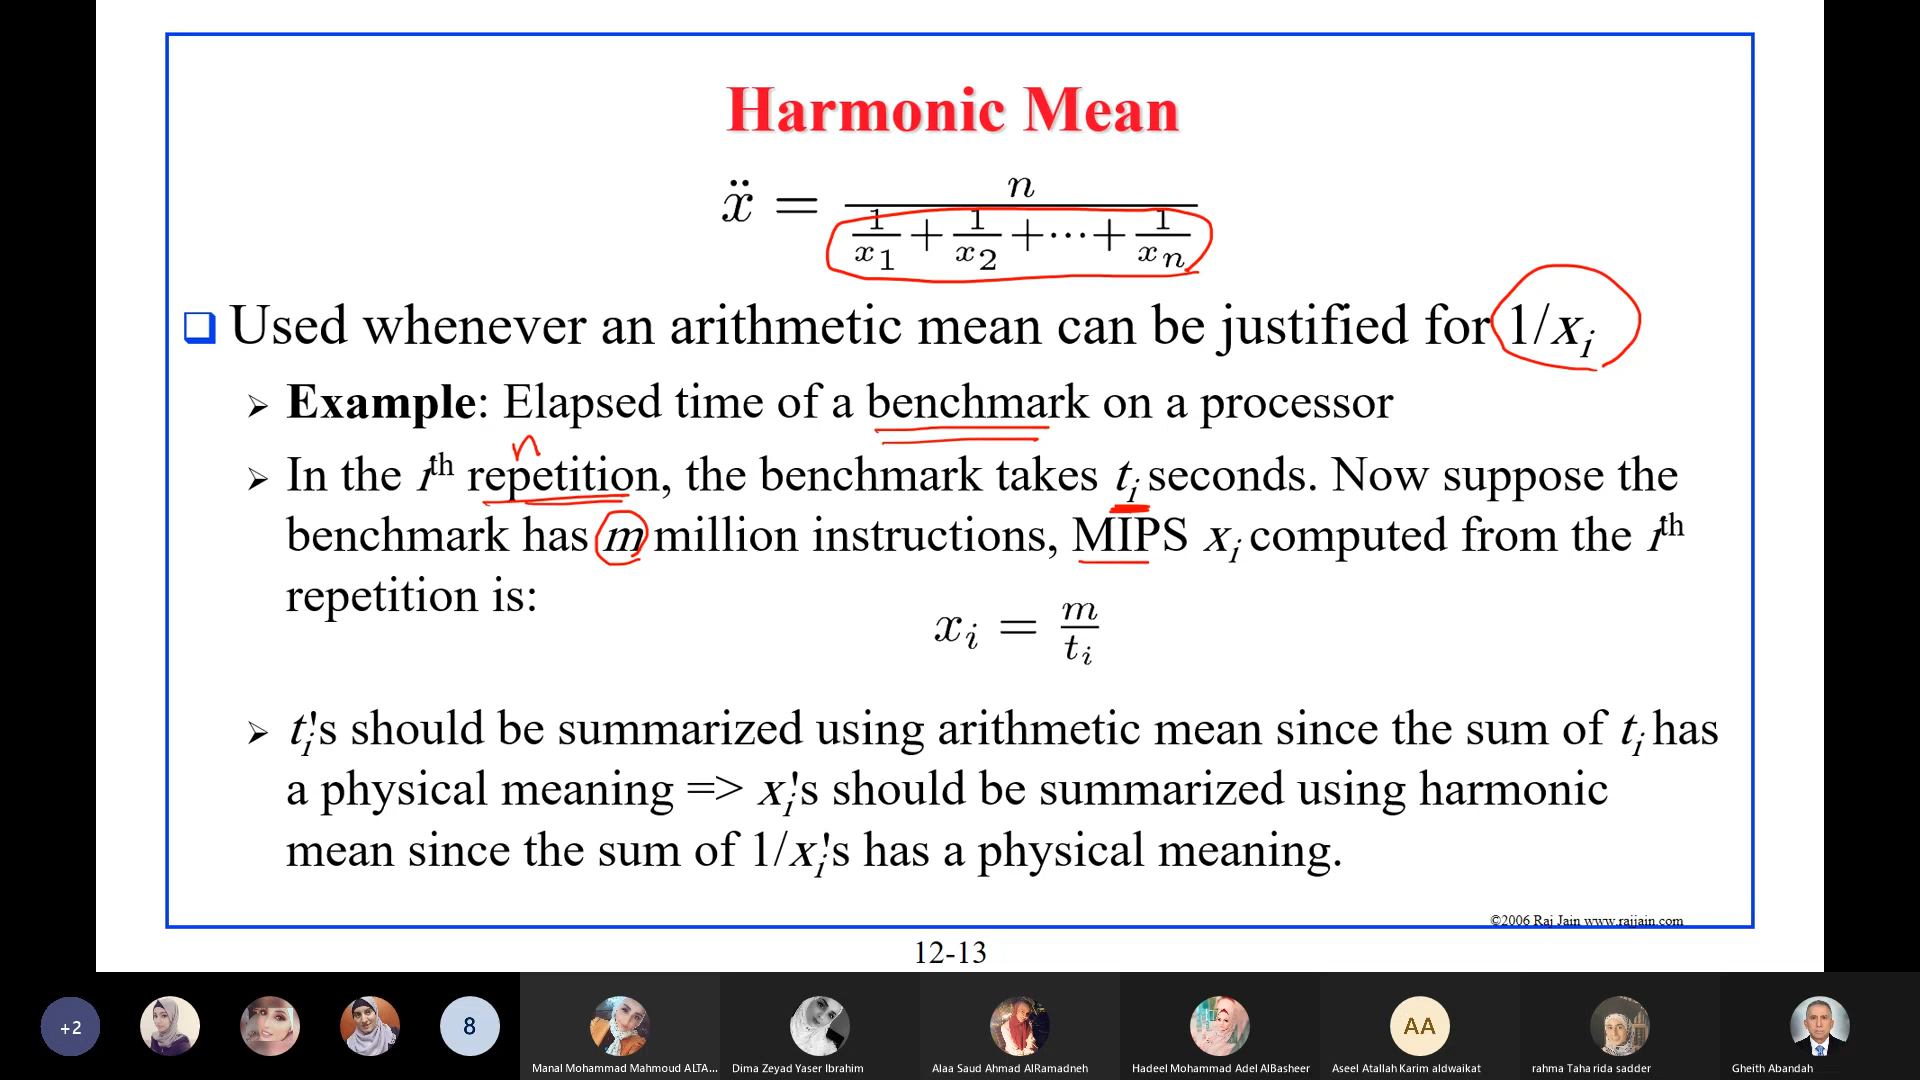 Harmonic Mean
ẍ = n / (1/x₁ + 1/x₂ + ··· + 1/xₙ)
Used whenever an arithmetic mean can be justified for 1/xᵢ
Example: Elapsed time of a benchmark on a processor
n
In the iᵗʰ repetition, the benchmark takes tᵢ seconds. Now suppose the
benchmark has m million instructions, MIPS xᵢ computed from the iᵗʰ
repetition is:
xᵢ = m/tᵢ
tᵢ's should be summarized using arithmetic mean since the sum of tᵢ has
a physical meaning => xᵢ's should be summarized using harmonic
mean since the sum of 1/xᵢ's has a physical meaning.
©2006 Raj Jain www.rajjain.com
12-13
+2
8
AA
Manal Mohammad Mahmoud ALTA...
Dima Zeyad Yaser Ibrahim
Alaa Saud Ahmad AlRamadneh
Hadeel Mohammad Adel AlBasheer
Aseel Atallah Karim aldwaikat
rahma Taha rida sadder
Gheith Abandah